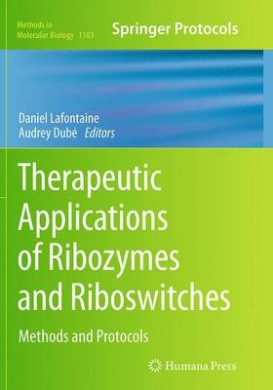 Methods in
Molecular Biology 1103
Springer Protocols
Daniel Lafontaine
Audrey Dubé Editors
Therapeutic
Applications
of Ribozymes
and Riboswitches
Methods and Protocols
Humana Press